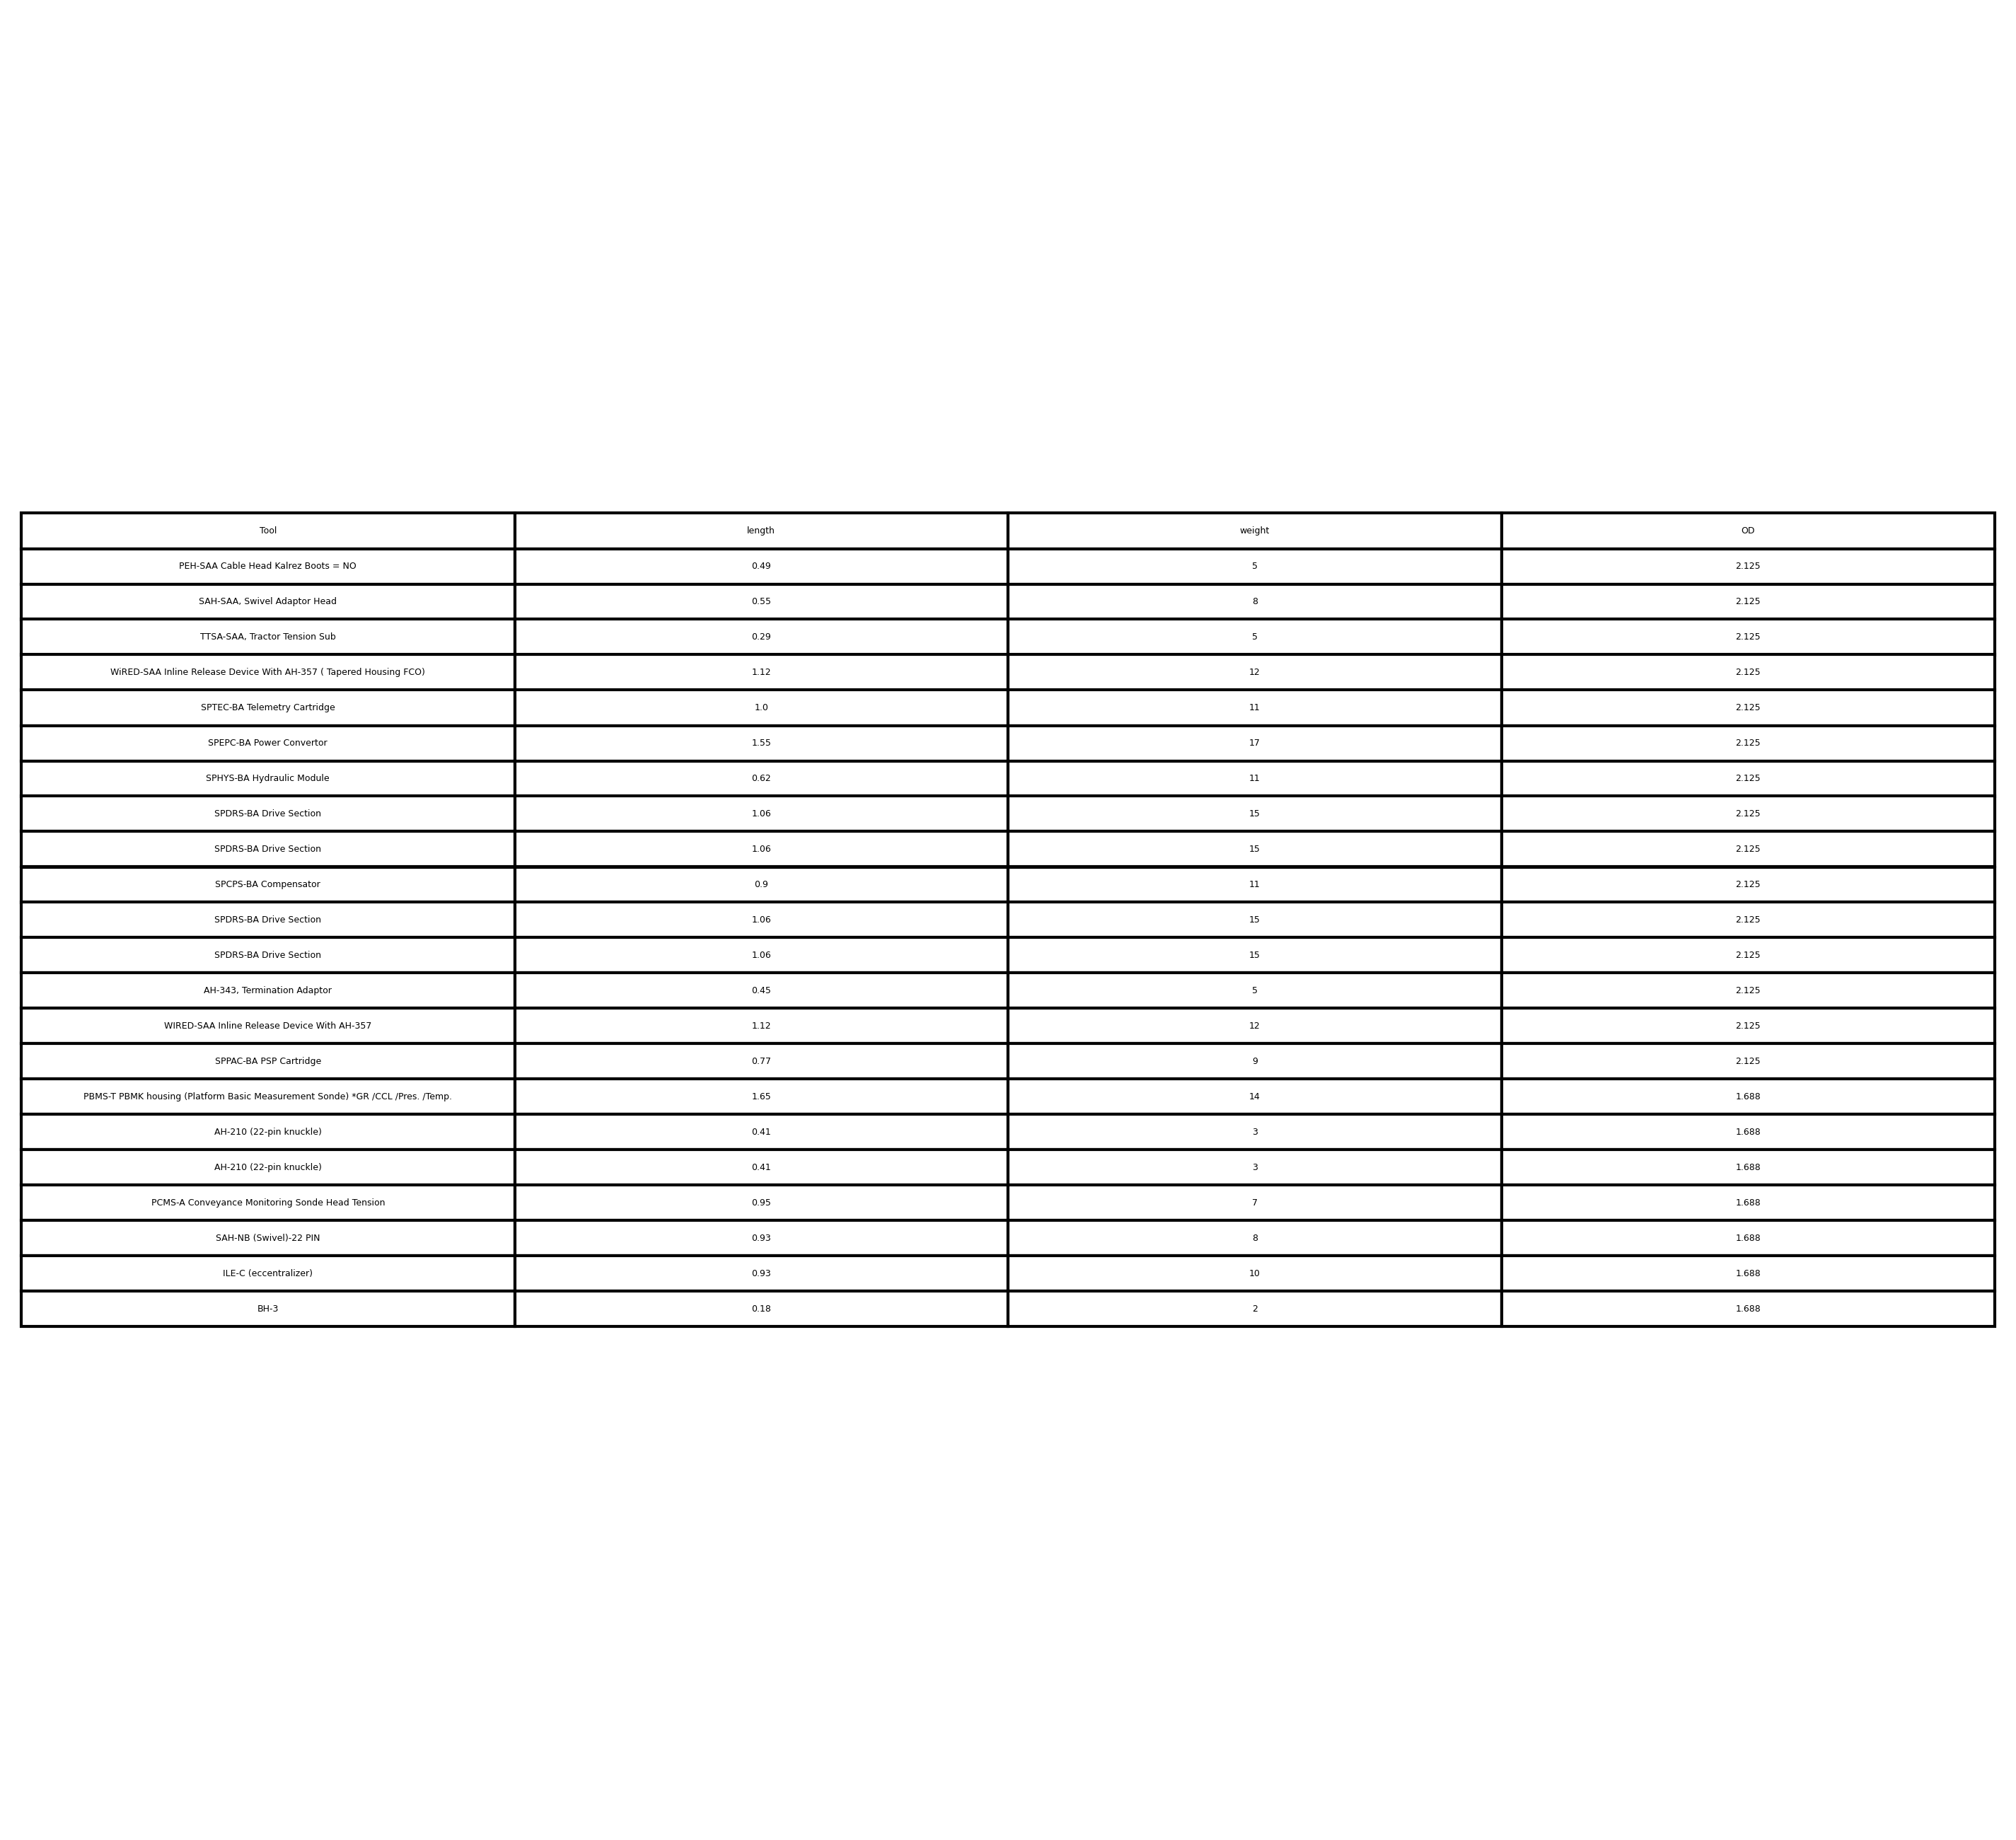 Tool length weight OD
PEH-SAA Cable Head Kalrez Boots = NO 0.49 5 2.125
SAH-SAA, Swivel Adaptor Head 0.55 8 2.125
TTSA-SAA, Tractor Tension Sub 0.29 5 2.125
WiRED-SAA Inline Release Device With AH-357 ( Tapered Housing FCO) 1.12 12 2.125
SPTEC-BA Telemetry Cartridge 1.0 11 2.125
SPEPC-BA Power Convertor 1.55 17 2.125
SPHYS-BA Hydraulic Module 0.62 11 2.125
SPDRS-BA Drive Section 1.06 15 2.125
SPDRS-BA Drive Section 1.06 15 2.125
SPCPS-BA Compensator 0.9 11 2.125
SPDRS-BA Drive Section 1.06 15 2.125
SPDRS-BA Drive Section 1.06 15 2.125
AH-343, Termination Adaptor 0.45 5 2.125
WIRED-SAA Inline Release Device With AH-357 1.12 12 2.125
SPPAC-BA PSP Cartridge 0.77 9 2.125
PBMS-T PBMK housing (Platform Basic Measurement Sonde) *GR /CCL /Pres. /Temp. 1.65 14 1.688
AH-210 (22-pin knuckle) 0.41 3 1.688
AH-210 (22-pin knuckle) 0.41 3 1.688
PCMS-A Conveyance Monitoring Sonde Head Tension 0.95 7 1.688
SAH-NB (Swivel)-22 PIN 0.93 8 1.688
ILE-C (eccentralizer) 0.93 10 1.688
BH-3 0.18 2 1.688